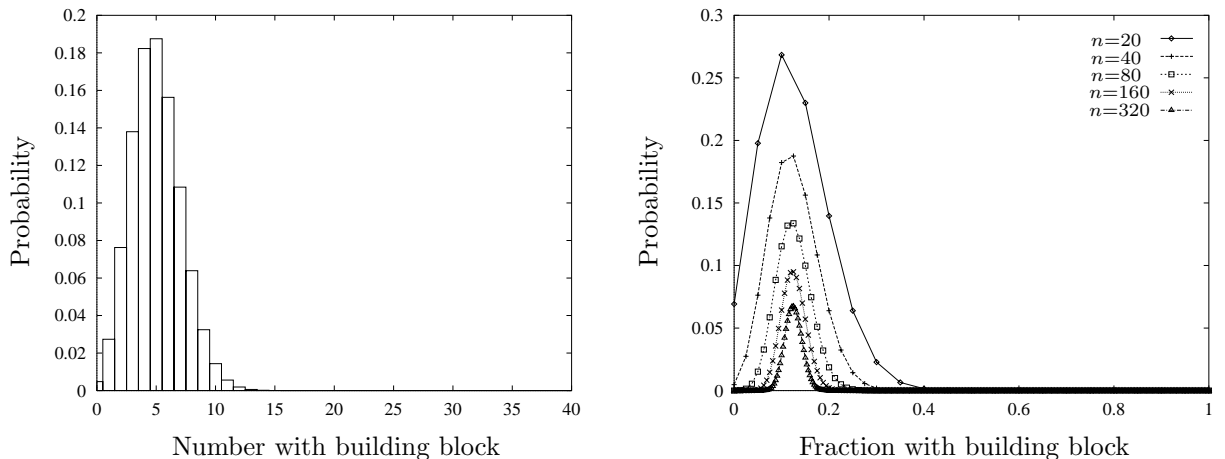 0.2
0.18
0.16
0.14
0.12
0.1
0.08
0.06
0.04
0.02
0
0 5 10 15 20 25 30 35 40
Probability
Number with building block
0.3
0.25
0.2
0.15
0.1
0.05
0
0 0.2 0.4 0.6 0.8 1
Probability
Fraction with building block
n=20
n=40
n=80
n=160
n=320